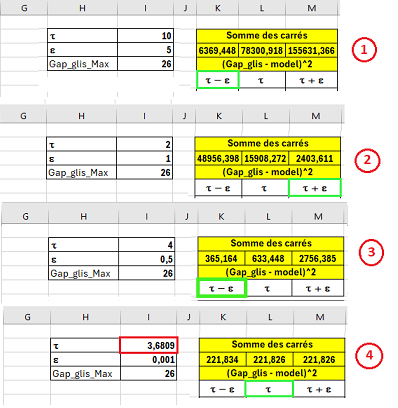 G H I J K L M
Somme de carrés
τ 10 6369,448 78300,918 155631,366
ε 5 (Gap_glis - model)^2
Gap_glis_Max 26 τ − ε τ τ + ε
1
G H I J K L M
Somme des carrés
τ 2 48956,398 15908,272 2403,611
ε 1 (Gap_glis - model)^2
Gap_glis_Max 26 τ − ε τ τ + ε
2
G H I J K L M
Somme des carrés
τ 4 365,164 633,448 2756,385
ε 0,5 (Gap_glis - model)^2
Gap_glis_Max 26 τ − ε τ τ + ε
3
G H I J K L M
Somme des carrés
τ 3,6809 221,834 221,826 221,826
ε 0,001 (Gap_glis - model)^2
Gap_glis_Max 26 τ − ε τ τ + ε
4